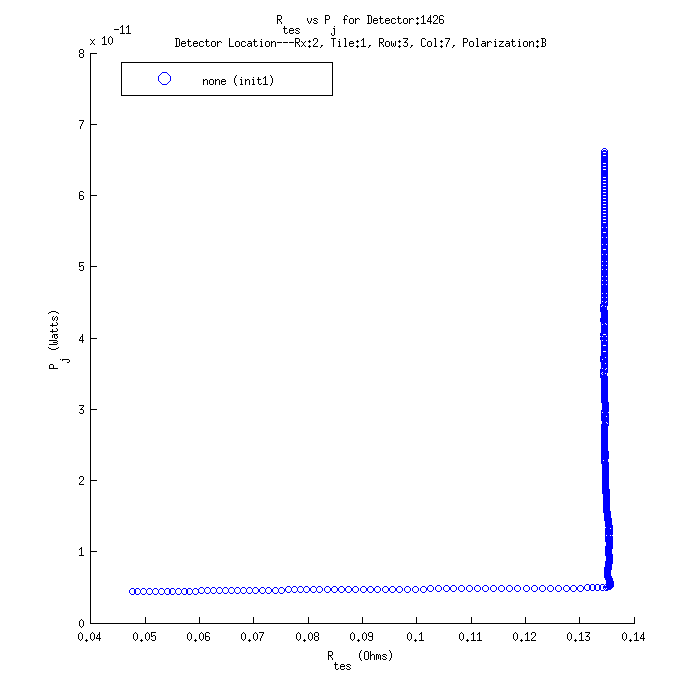 R_tes vs P_j for Detector:1426
Detector Location---Rx:2, Tile:1, Row:3, Col:7, Polarization:B
x 10^-11
none (init1)
8
7
6
5
4
3
2
1
0
P_j (Watts)
0.04 0.05 0.06 0.07 0.08 0.09 0.1 0.11 0.12 0.13 0.14
R_tes (Ohms)